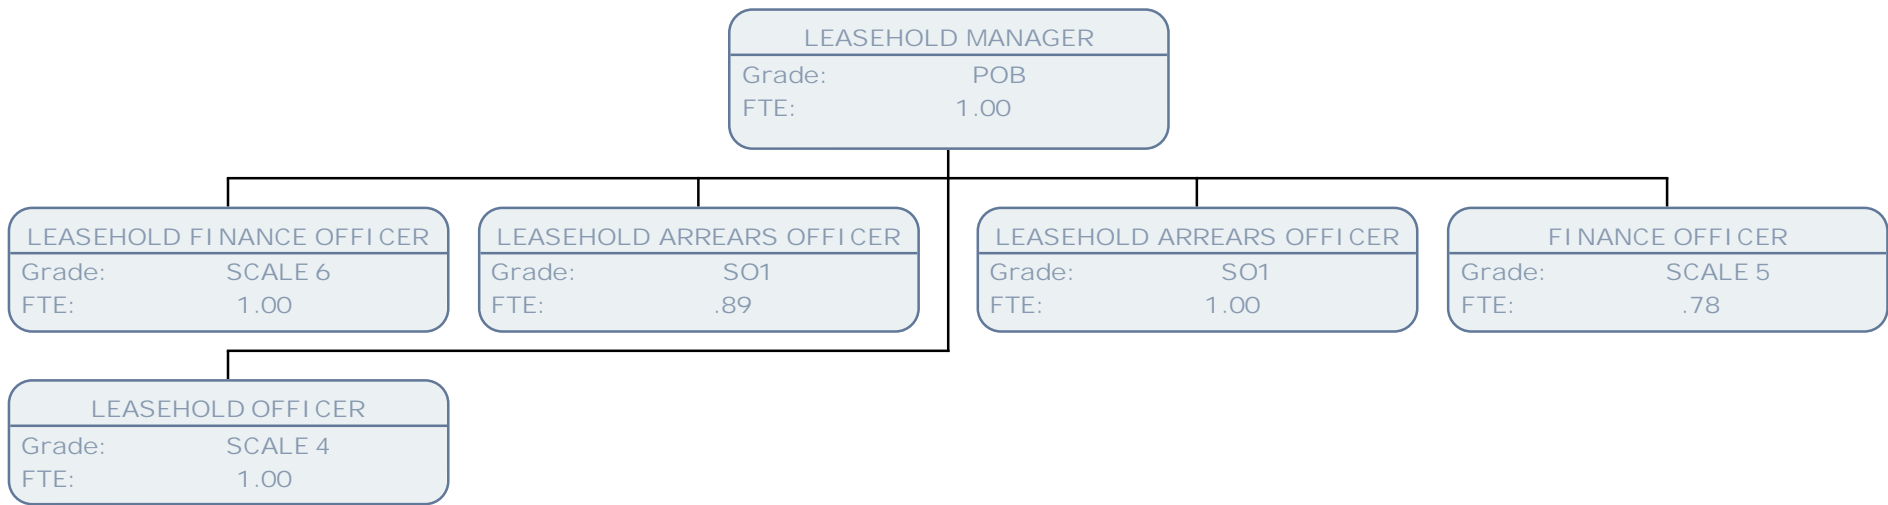 LEASEHOLD MANAGER
Grade: POB
FTE: 1.00
LEASEHOLD FINANCE OFFICER
Grade: SCALE 6
FTE: 1.00
LEASEHOLD ARREARS OFFICER
Grade: SO1
FTE: .89
LEASEHOLD ARREARS OFFICER
Grade: SO1
FTE: 1.00
FINANCE OFFICER
Grade: SCALE 5
FTE: .78
LEASEHOLD OFFICER
Grade: SCALE 4
FTE: 1.00